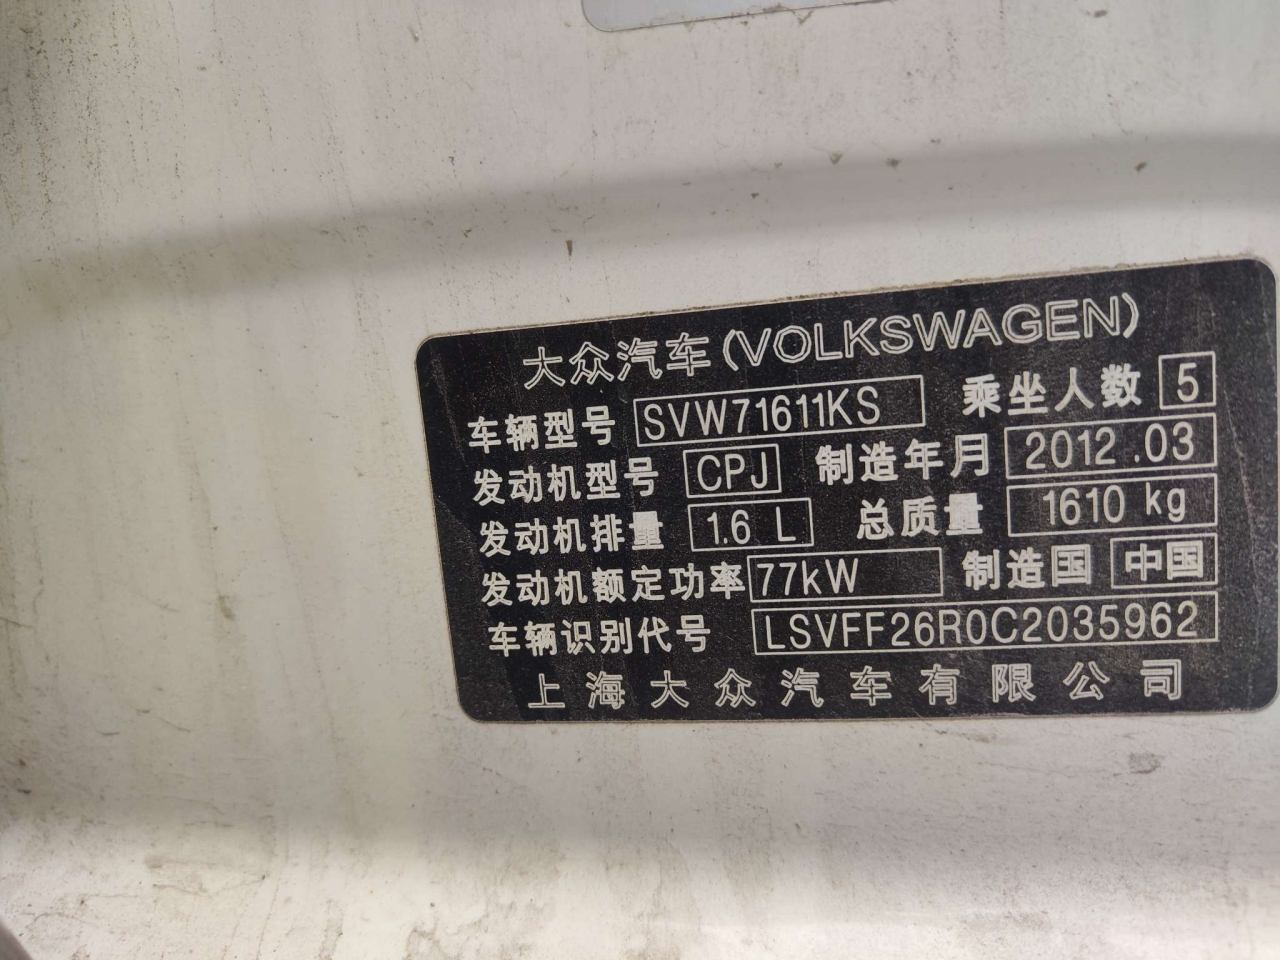 大众汽车(VOLKSWAGEN)
车辆型号 SVW71611KS 乘坐人数 5
发动机型号 CPJ 制造年月 2012.03
发动机排量 1.6 L 总质量 1610 kg
发动机额定功率 77kW 制造国 中国
车辆识别代号 LSVFF26R0C2035962
上海大众汽车有限公司